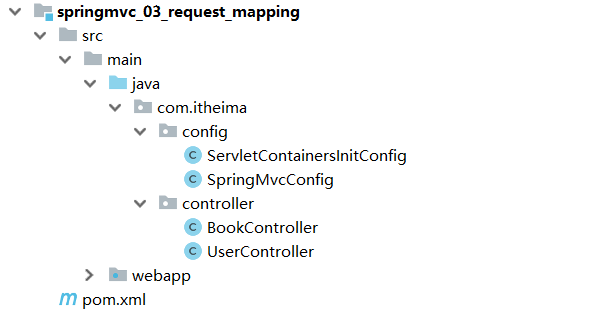 springmvc_03_request_mapping
src
main
java
com.itheima
config
ServletContainersInitConfig
SpringMvcConfig
controller
BookController
UserController
webapp
pom.xml